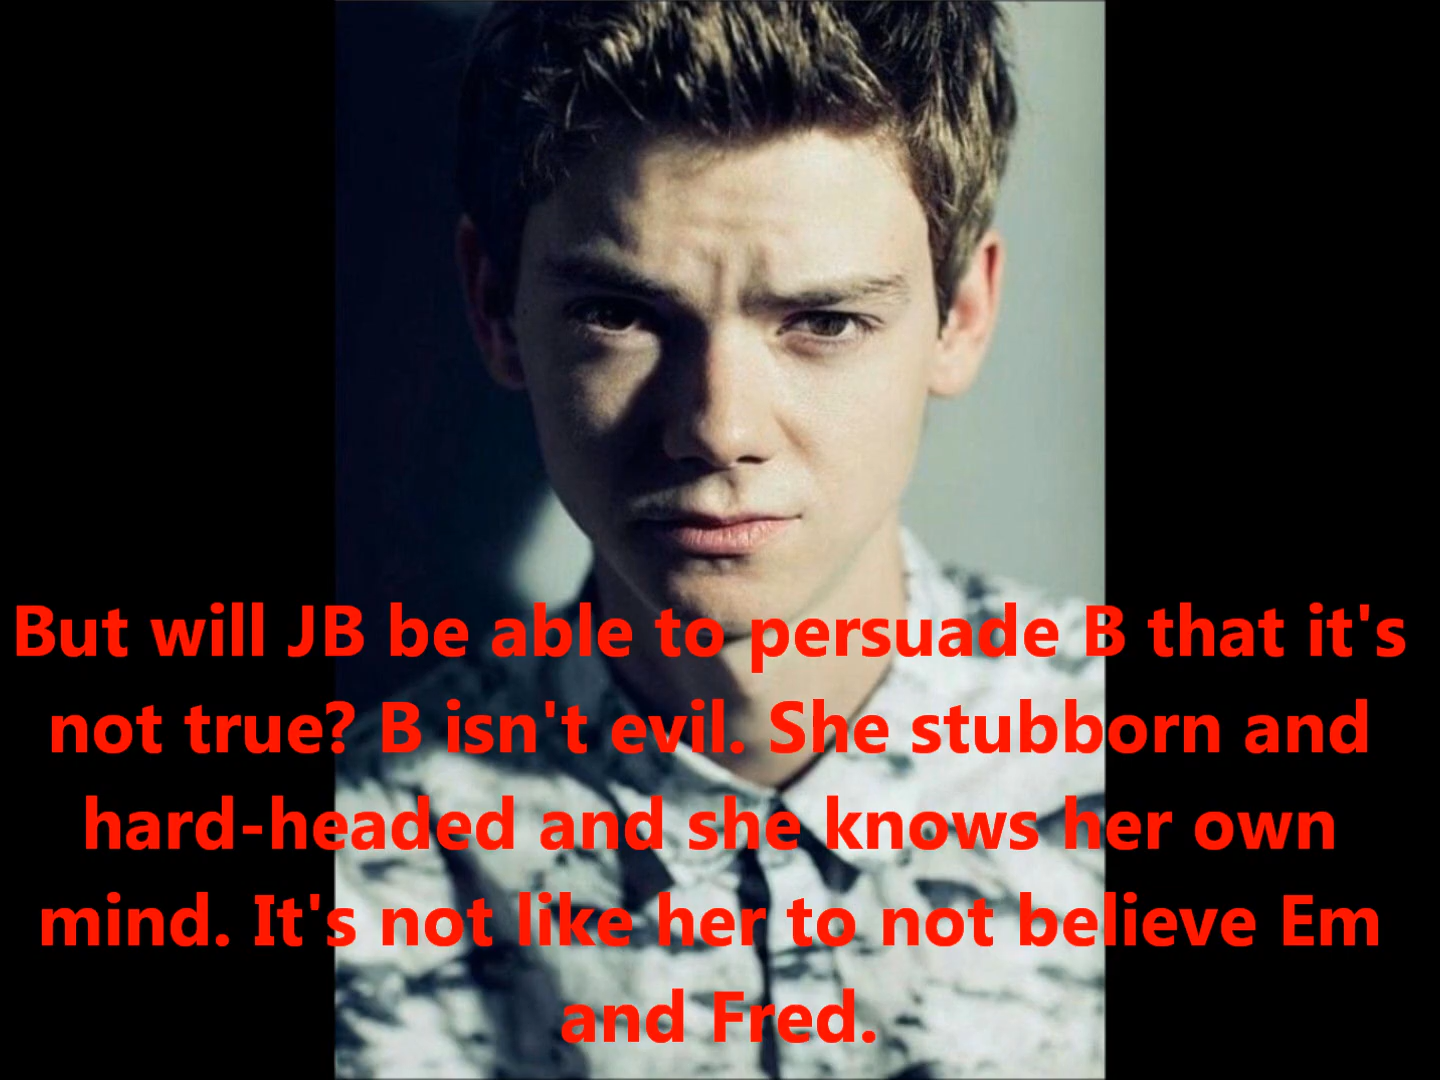 But will JB be able to persuade B that it's
not true? B isn't evil. She stubborn and
hard-headed and she knows her own
mind. It's not like her to not believe Em
and Fred.